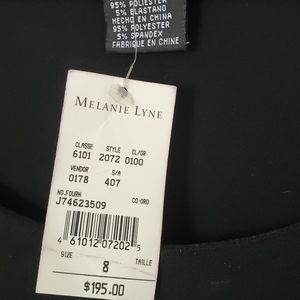 95% POLIESTER
5% ELASTANO
HECHO EN CHINA
95% POLYESTER
5% SPANDEX
FABRIQUE EN CHINE
MELANIE LYNE
CLASSE STYLE CL/GR
6101 2072 0100
VENDOR S/A
0178 407
NO.FOURN CO-ORD
J74623509
4 61012 07202 5
SIZE 8 TAILLE
$195.00